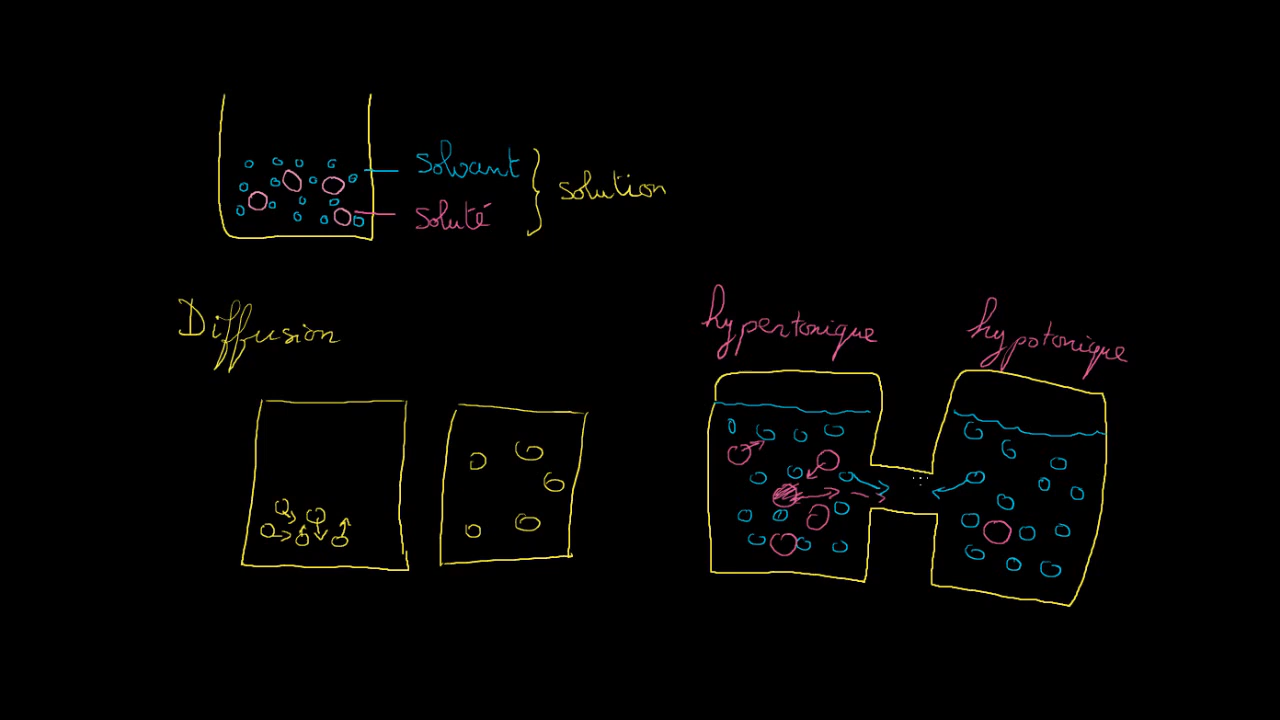 solvant
solution
soluté
Diffusion
hypertonique
hypotonique